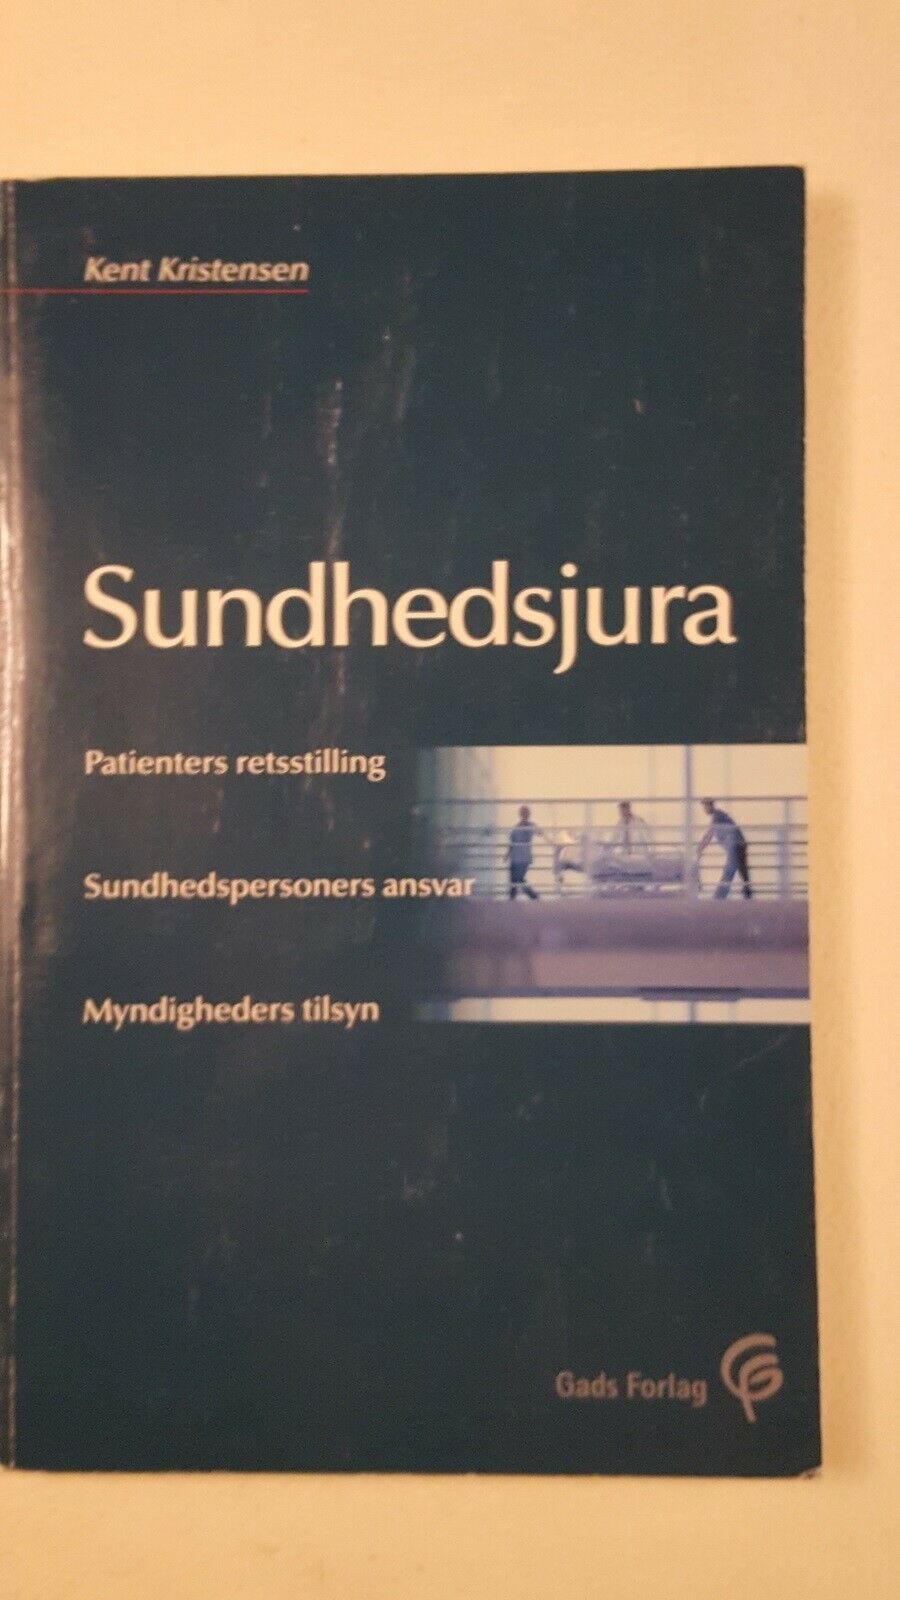 Kent Kristensen
Sundhedsjura
Patienters retsstilling
Sundhedspersoners ansvar
Myndigheders tilsyn
Gads Forlag